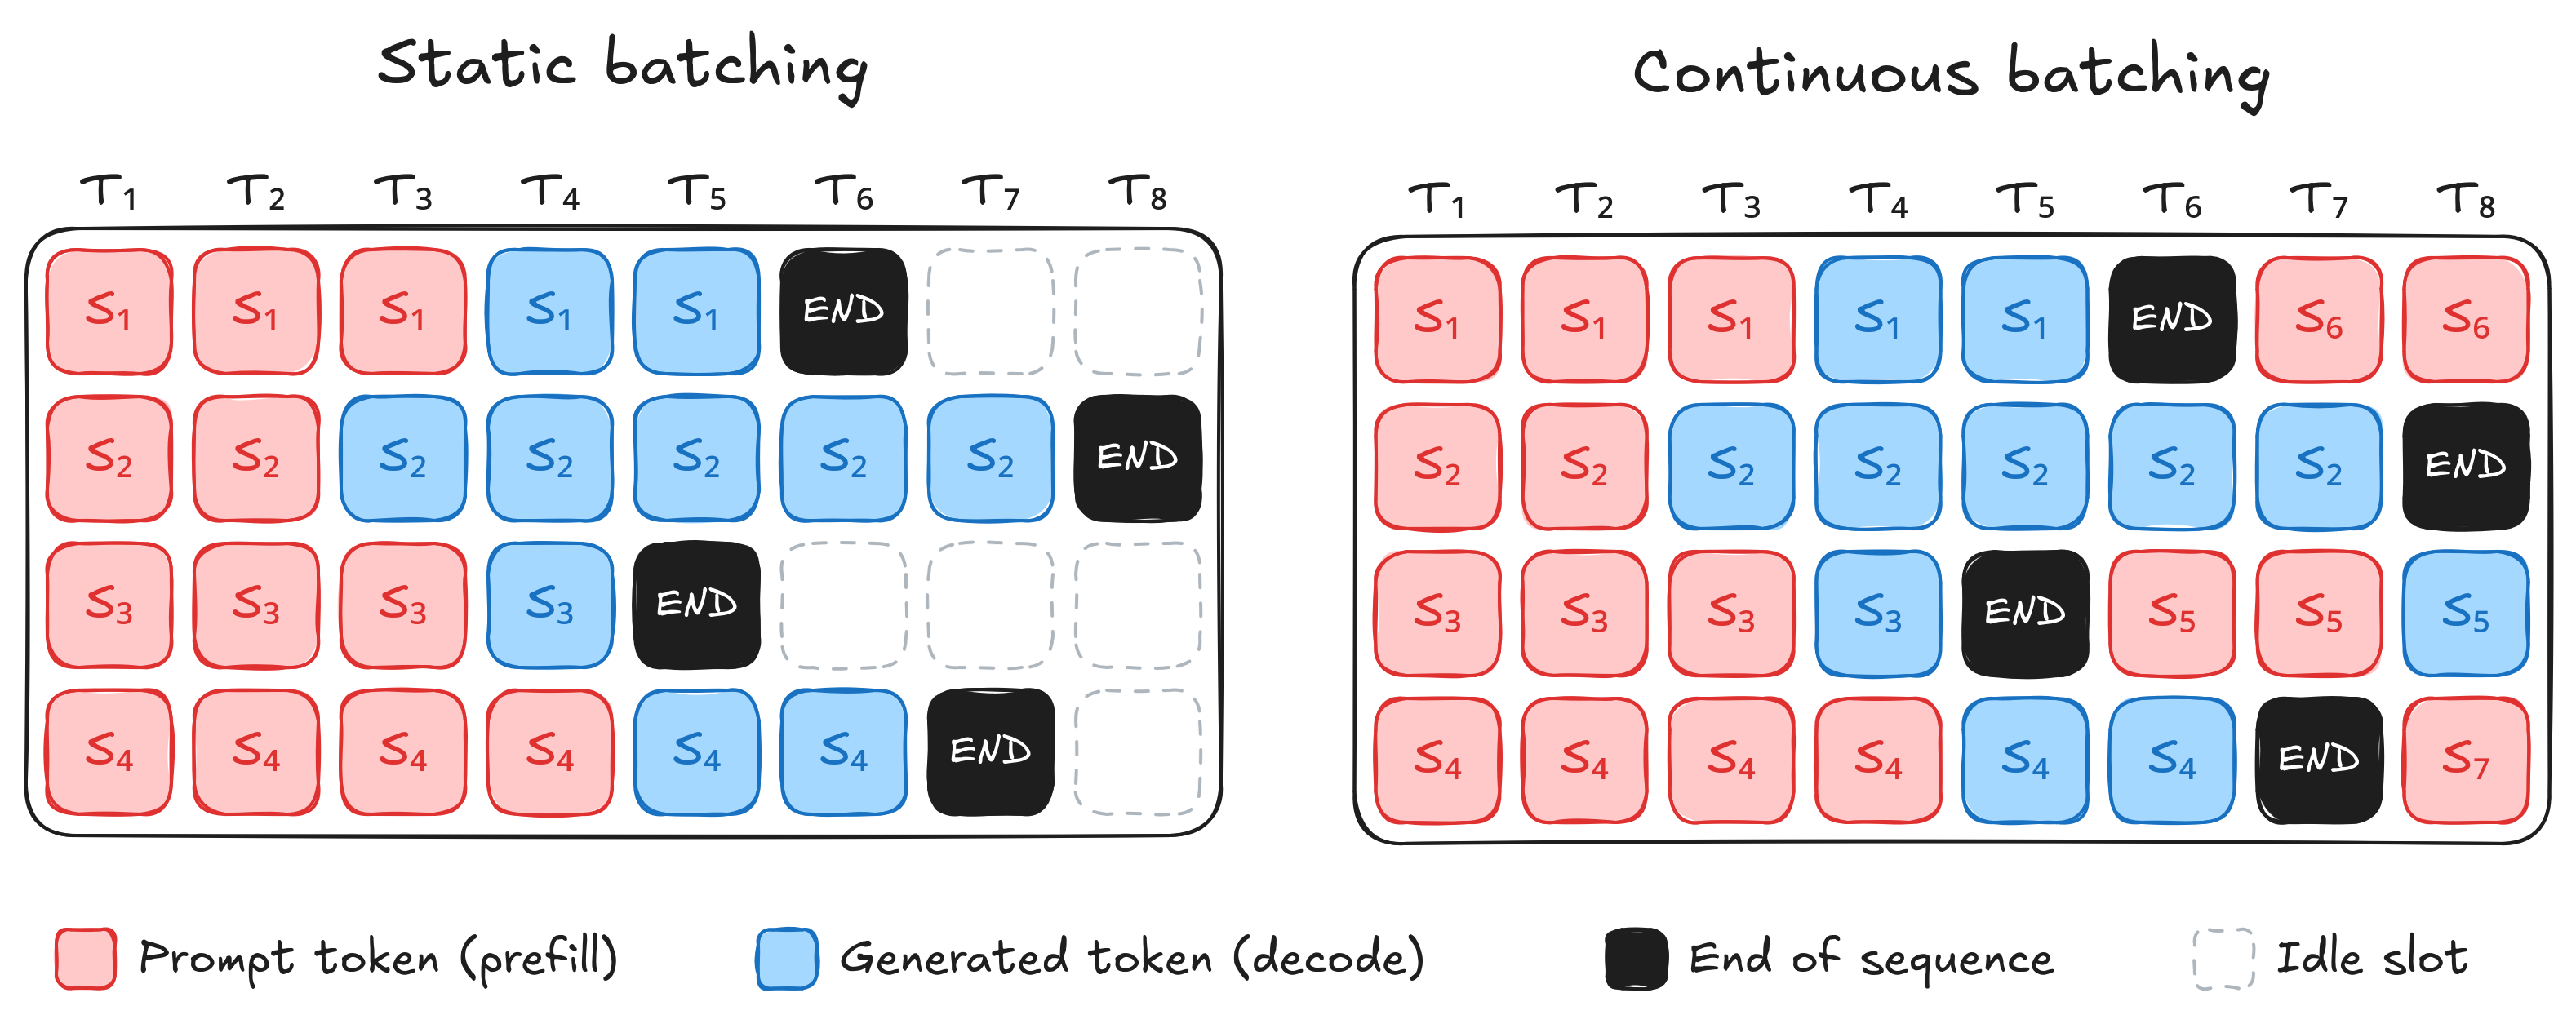 Static batching
T₁ T₂ T₃ T₄ T₅ T₆ T₇ T₈
S₁ S₁ S₁ S₁ S₁ END
S₂ S₂ S₂ S₂ S₂ S₂ S₂ END
S₃ S₃ S₃ S₃ END
S₄ S₄ S₄ S₄ S₄ S₄ END
Continuous batching
T₁ T₂ T₃ T₄ T₅ T₆ T₇ T₈
S₁ S₁ S₁ S₁ S₁ END S₆ S₆
S₂ S₂ S₂ S₂ S₂ S₂ S₂ END
S₃ S₃ S₃ S₃ END S₅ S₅ S₅
S₄ S₄ S₄ S₄ S₄ S₄ END S₇
Prompt token (prefill)
Generated token (decode)
End of sequence
Idle slot